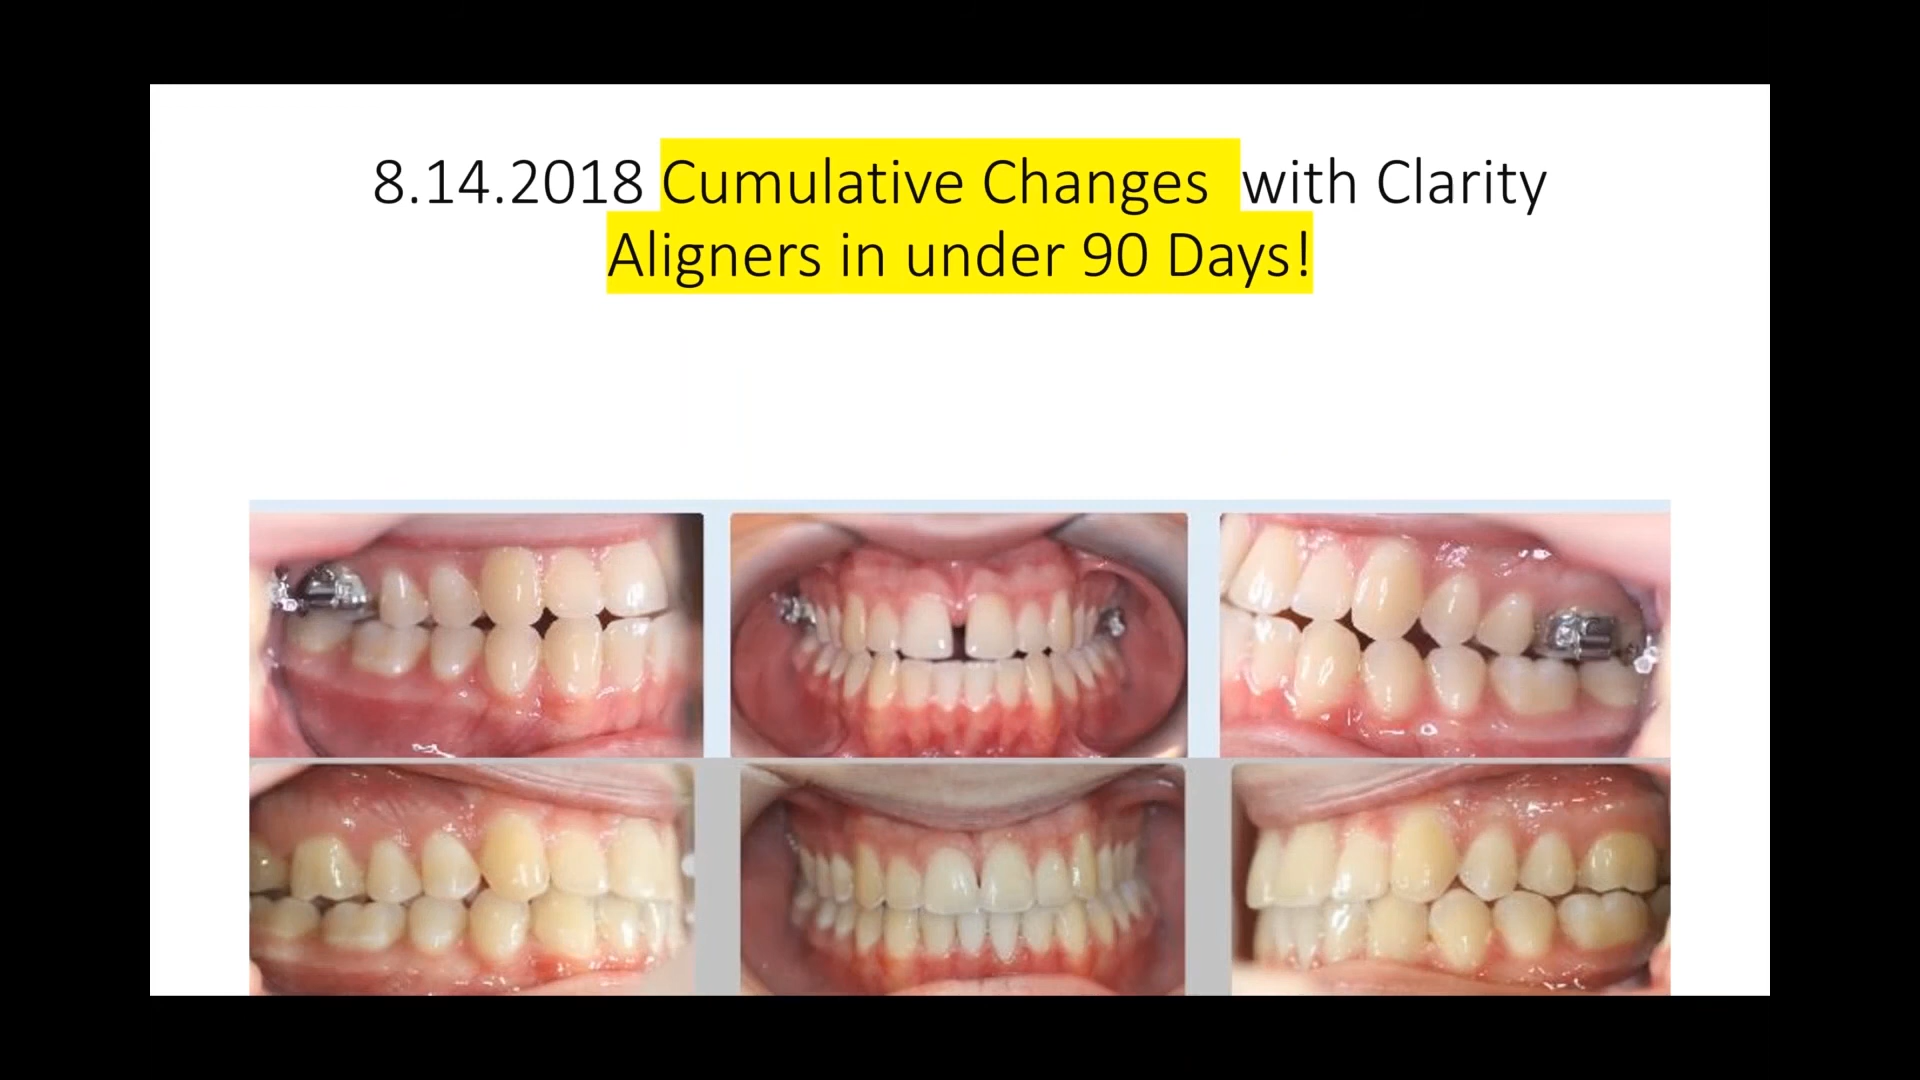 8.14.2018 Cumulative Changes with Clarity
Aligners in under 90 Days!